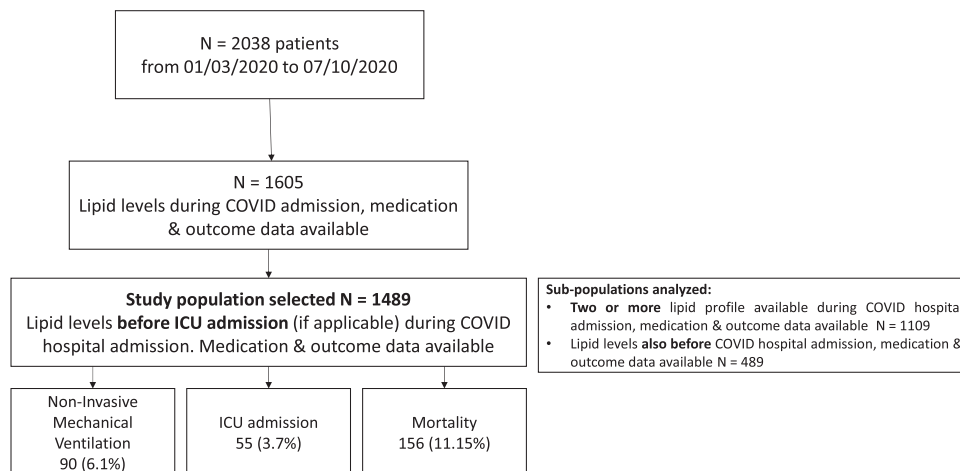 N = 2038 patients
from 01/03/2020 to 07/10/2020
N = 1605
Lipid levels during COVID admission, medication
& outcome data available
Study population selected N = 1489
Lipid levels before ICU admission (if applicable) during COVID
hospital admission. Medication & outcome data available
Sub-populations analyzed:
• Two or more lipid profile available during COVID hospital
admission, medication & outcome data available N = 1109
• Lipid levels also before COVID hospital admission, medication &
outcome data available N = 489
Non-Invasive
Mechanical
Ventilation
90 (6.1%)
ICU admission
55 (3.7%)
Mortality
156 (11.15%)